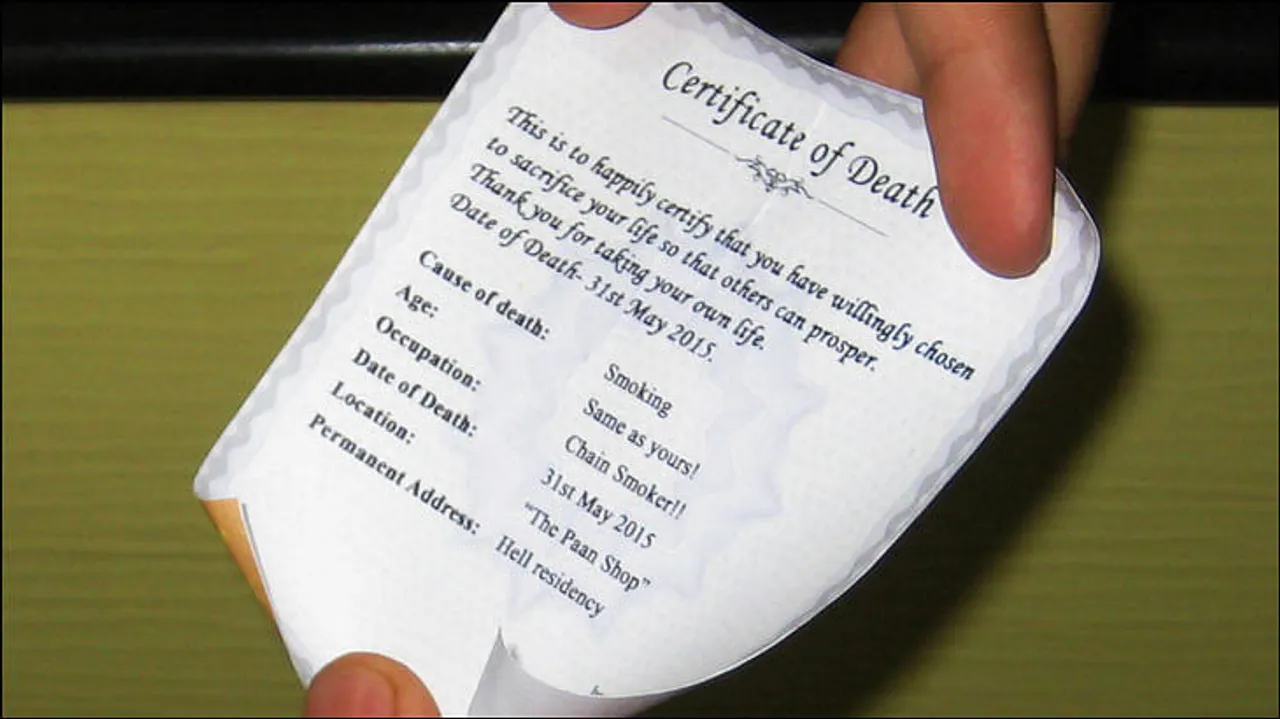 Certificate of Death
This is to happily certify that you have willingly chosen
to sacrifice your life so that others can prosper.
Thank you for taking your own life.
Date of Death- 31st May 2015.
Cause of death: Smoking
Age: Same as yours!
Occupation: Chain Smoker!!
Date of Death: 31st May 2015
Location: “The Paan Shop”
Permanent Address: Hell residency